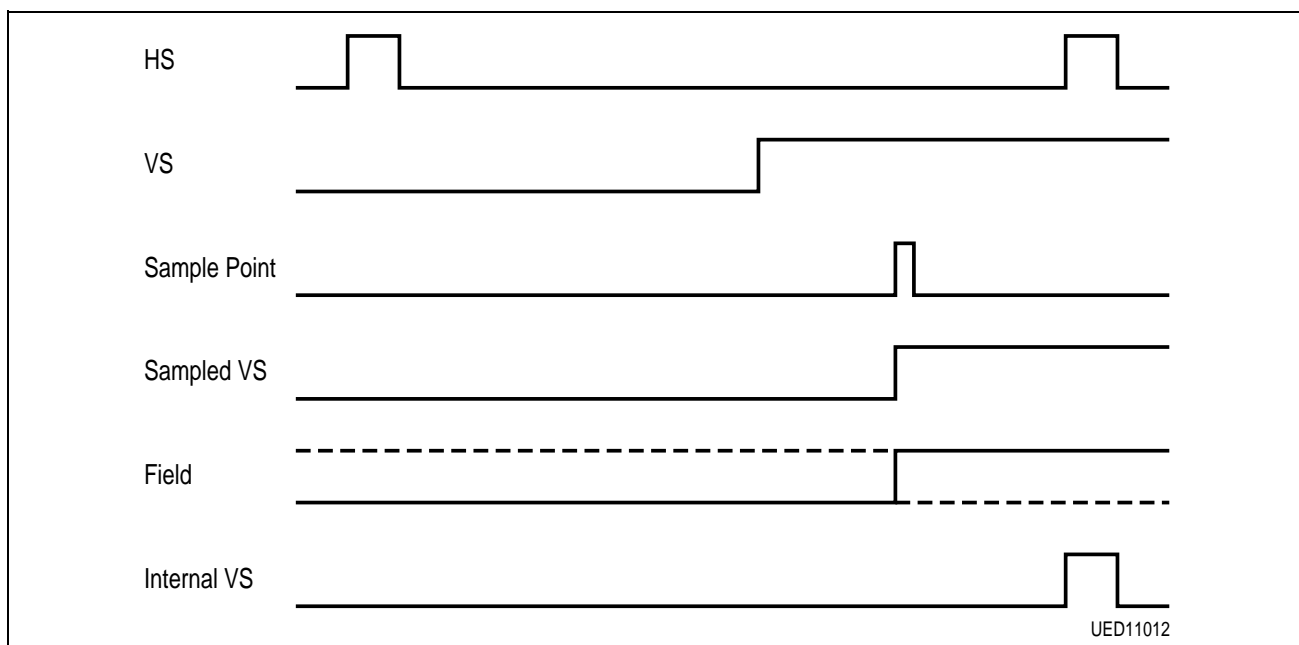 HS
VS
Sample Point
Sampled VS
Field
Internal VS
UED11012